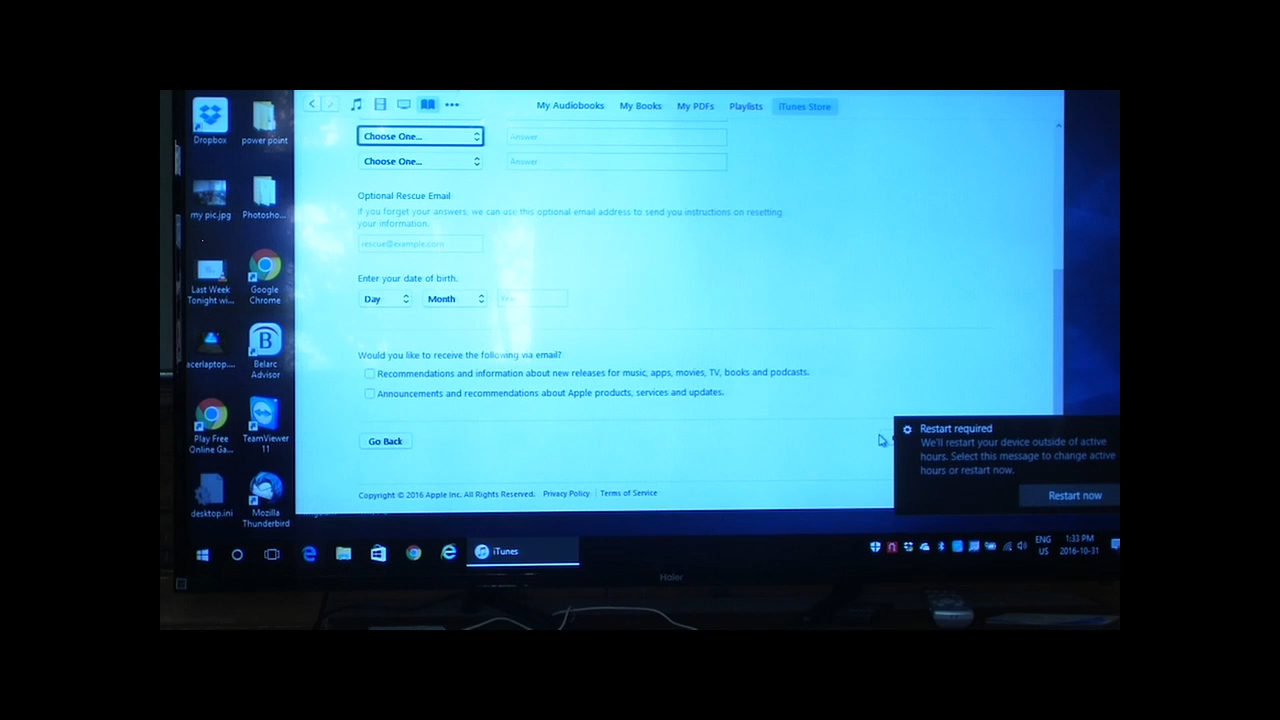 My Audiobooks My Books My PDFs Playlists iTunes Store
Choose One... Answer
Choose One... Answer
Optional Rescue Email
If you forget your answers, we can use this optional email address to send you instructions on resetting
your information.
rescue@example.com
Enter your date of birth.
Day Month
Would you like to receive the following via email?
Recommendations and information about new releases for music, apps, movies, TV, books and podcasts.
Announcements and recommendations about Apple products, services and updates.
Go Back
Copyright © 2016 Apple Inc. All Rights Reserved. Privacy Policy | Terms of Service
Dropbox
power point
my pic.jpg
Photosho...
Last Week
Tonight wi...
Google
Chrome
acerlaptop....
Belarc
Advisor
Play Free
Online Ga...
TeamViewer
11
desktop.ini
Mozilla
Thunderbird
Restart required
We'll restart your device outside of active
hours. Select this message to change active
hours or restart now.
Restart now
iTunes
ENG
US
1:33 PM
2016-10-31
Haier